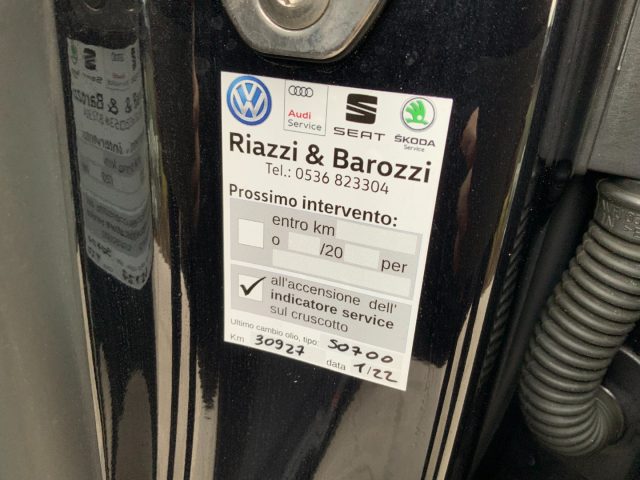 Audi
Service
SEAT
ŠKODA
Service
Riazzi & Barozzi
Tel.: 0536 823304
Prossimo intervento:
entro km
o /20 per
all'accensione dell'
indicatore service
sul cruscotto
Ultimo cambio olio, tipo: 50700
Km 30927 data 1/22